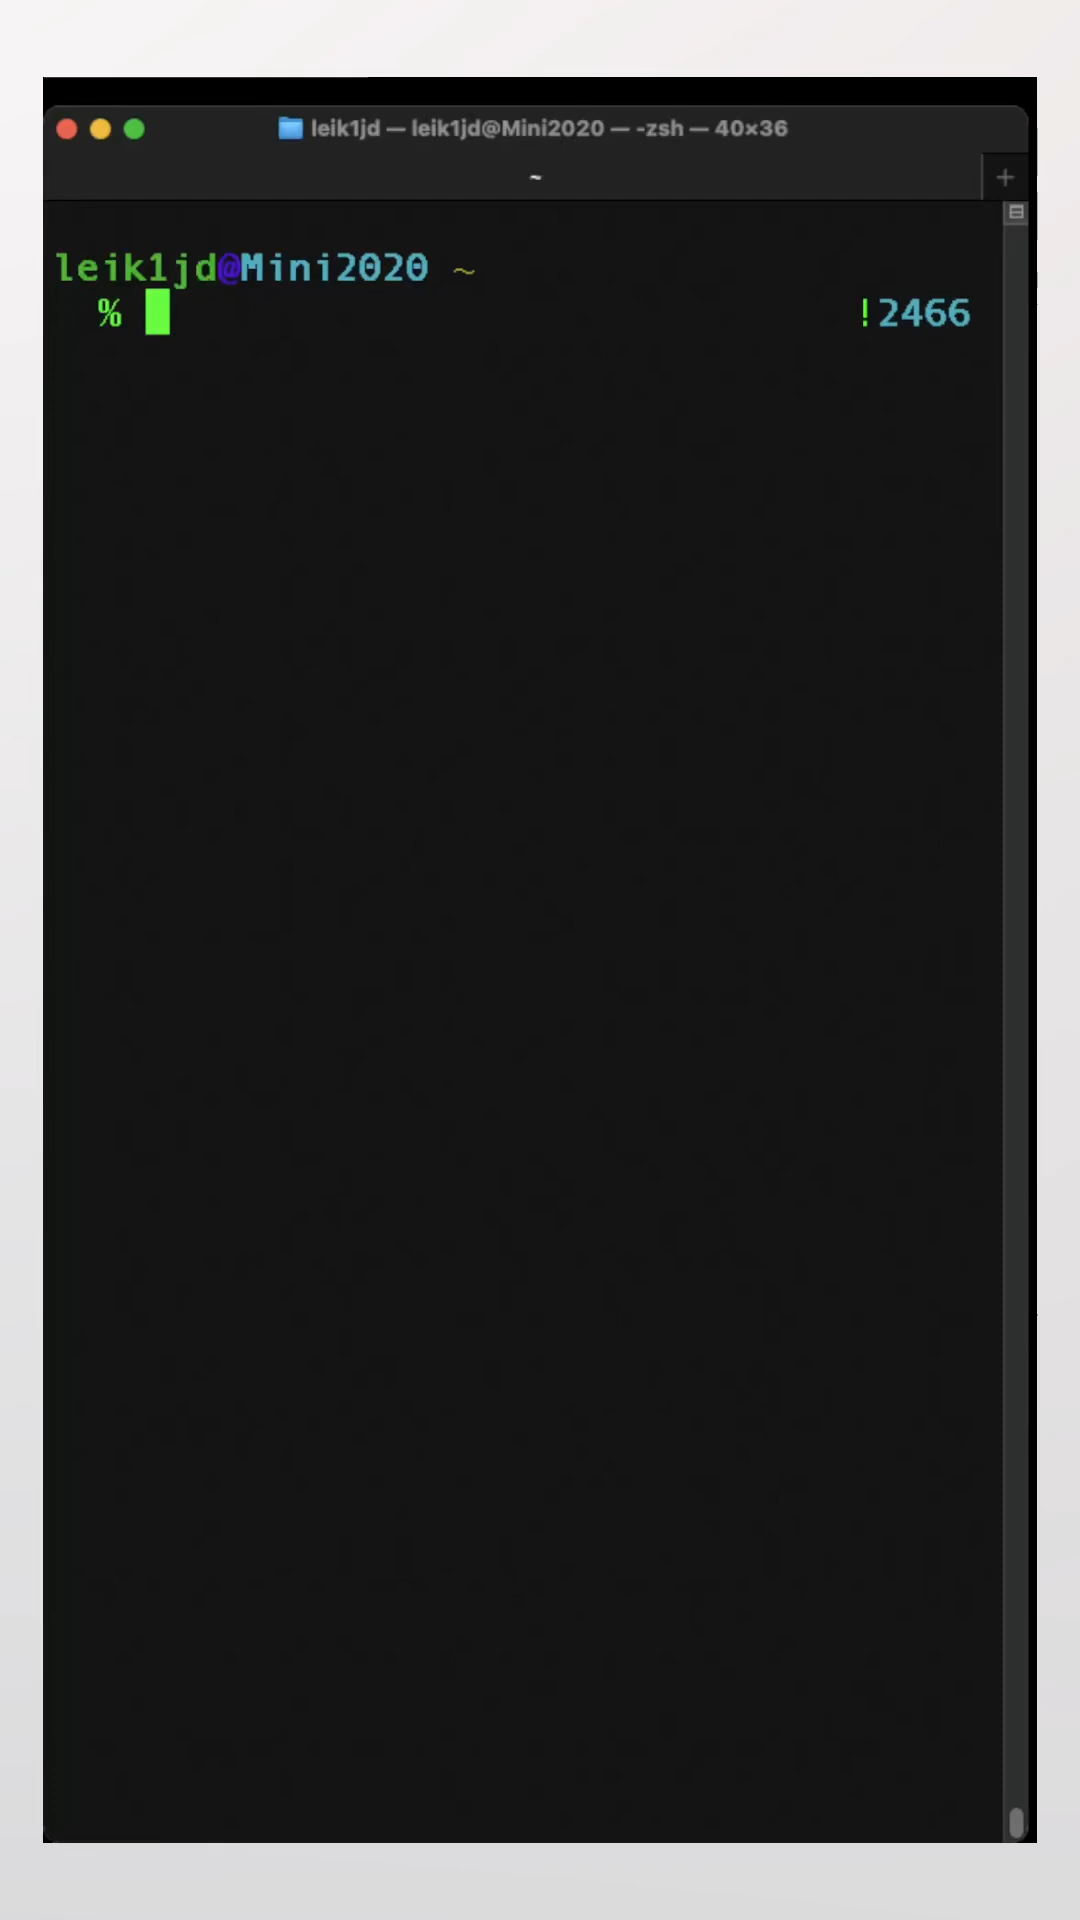 leik1jd — leik1jd@Mini2020 — -zsh — 40×36
~
leik1jd@Mini2020 ~
% !2466